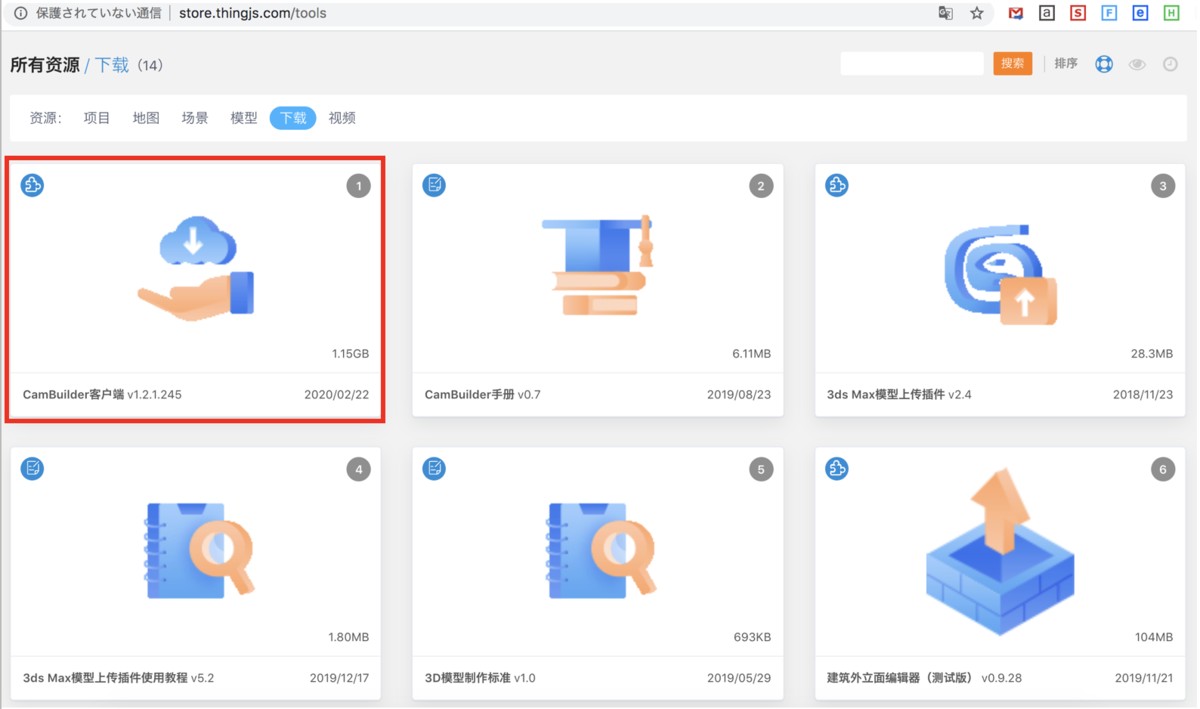 保護されていない通信 | store.thingjs.com/tools
a S F e H
所有资源 / 下载 (14)
搜索 排序
资源: 项目 地图 场景 模型 下载 视频
1
1.15GB
CamBuilder客户端 v1.2.1.245 2020/02/22
2
6.11MB
CamBuilder手册 v0.7 2019/08/23
3
28.3MB
3ds Max模型上传插件 v2.4 2018/11/23
4
1.80MB
3ds Max模型上传插件使用教程 v5.2 2019/12/17
5
693KB
3D模型制作标准 v1.0 2019/05/29
6
104MB
建筑外立面编辑器（测试版） v0.9.28 2019/11/21